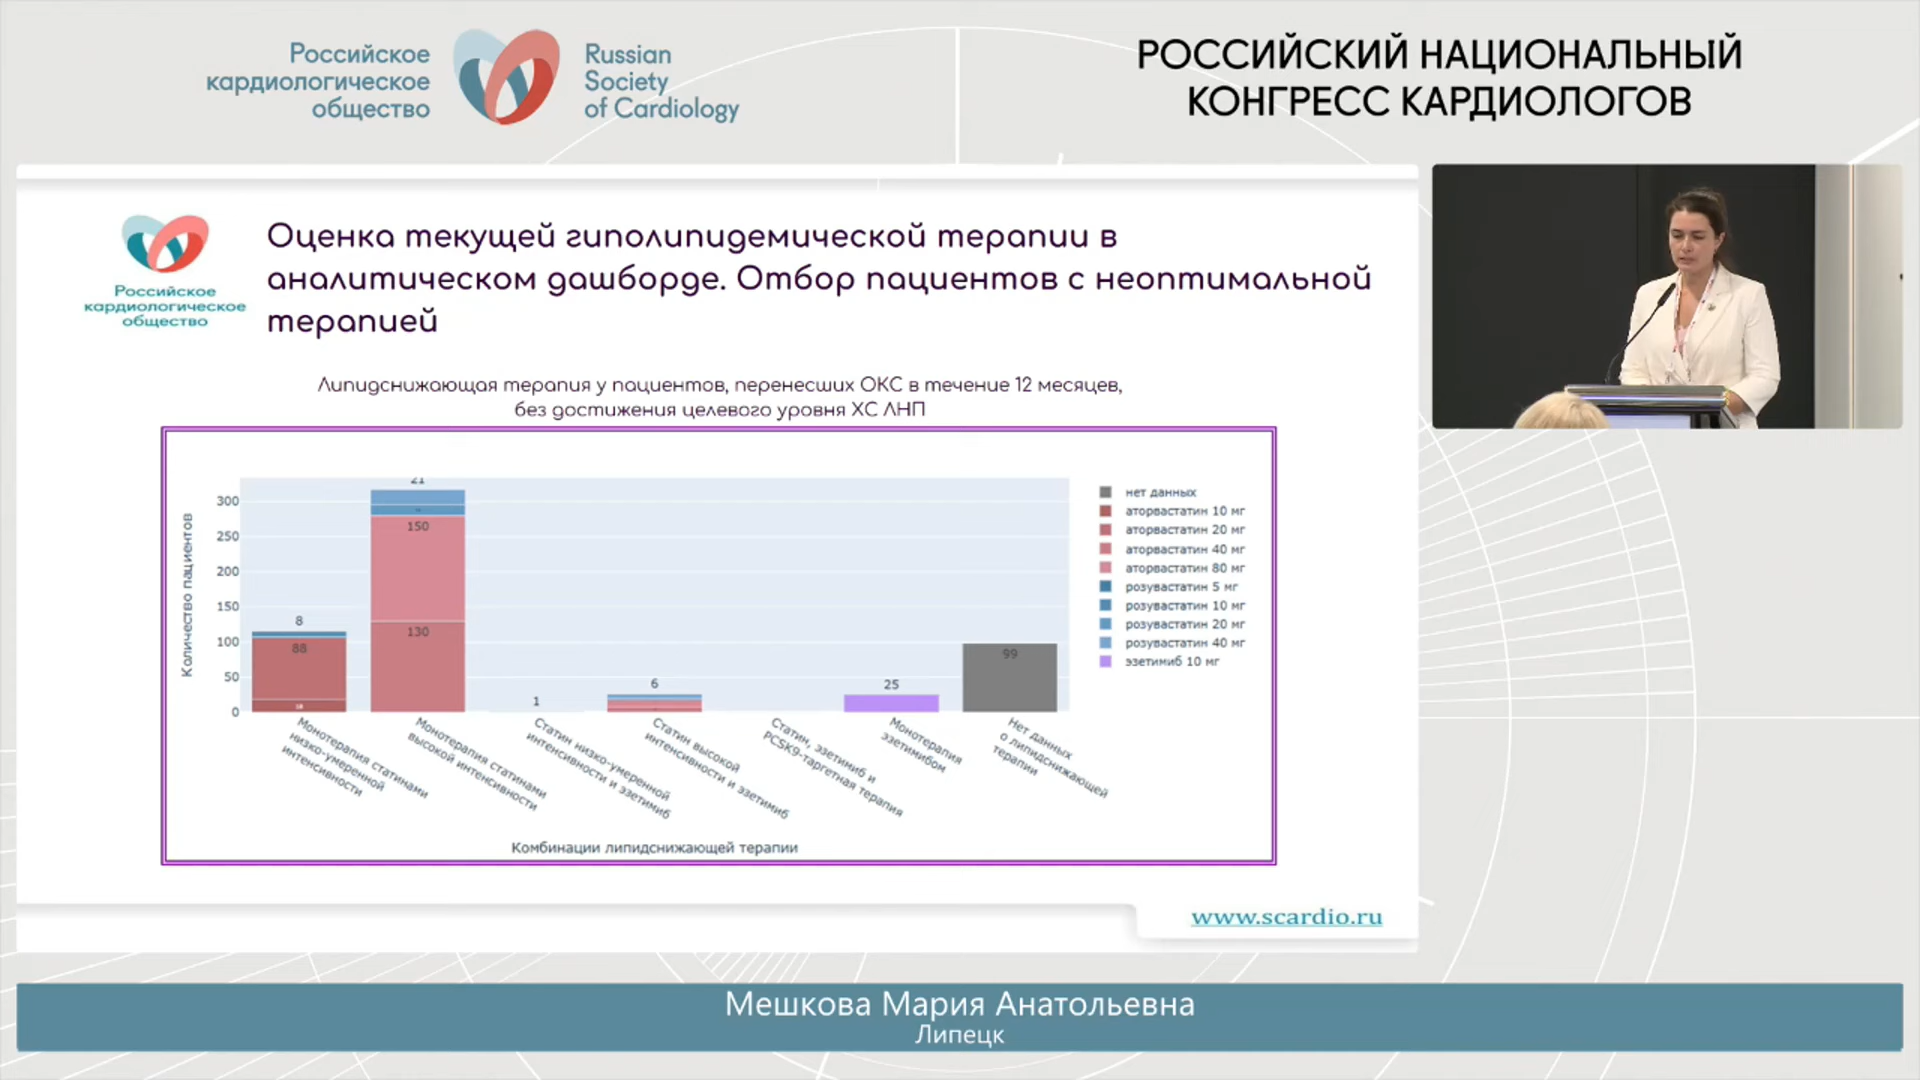 Российское
кардиологическое
общество
Russian
Society
of Cardiology
РОССИЙСКИЙ НАЦИОНАЛЬНЫЙ
КОНГРЕСС КАРДИОЛОГОВ
Российское
кардиологическое
общество
Оценка текущей гиполипидемической терапии в
аналитическом дашборде. Отбор пациентов с неоптимальной
терапией
Липидснижающая терапия у пациентов, перенесших ОКС в течение 12 месяцев,
без достижения целевого уровня ХС ЛНП
Количество пациентов
300
250
200
150
100
50
0
8
88
21
150
130
1
6
25
99
Монотерапия статинами
низко-умеренной
интенсивности
Монотерапия статинами
высокой интенсивности
Статин низко-умеренной
интенсивности и эзетимиб
Статин высокой
интенсивности и эзетимиб
Статин, эзетимиб и
PCSK9-таргетная терапия
Монотерапия
эзетимибом
Нет данных
о липидснижающей
терапии
Комбинации липидснижающей терапии
нет данных
аторвастатин 10 мг
аторвастатин 20 мг
аторвастатин 40 мг
аторвастатин 80 мг
розувастатин 5 мг
розувастатин 10 мг
розувастатин 20 мг
розувастатин 40 мг
эзетимиб 10 мг
www.scardio.ru
Мешкова Мария Анатольевна
Липецк